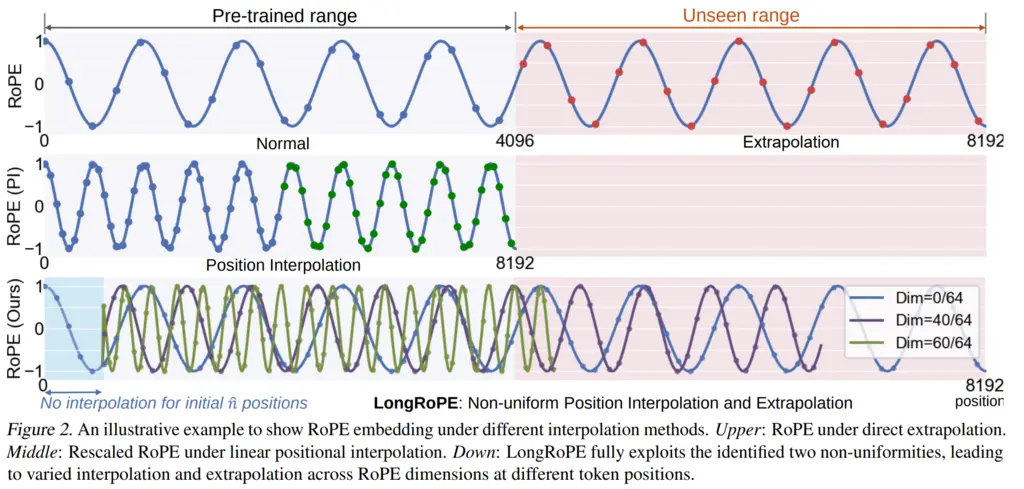 Pre-trained range
Unseen range
RoPE
1
0
−1
0
Normal
4096
Extrapolation
8192
RoPE (PI)
1
0
−1
0
Position Interpolation
8192
RoPE (Ours)
1
0
−1
Dim=0/64
Dim=40/64
Dim=60/64
0
8192
No interpolation for initial n̂ positions
LongRoPE: Non-uniform Position Interpolation and Extrapolation
position
Figure 2. An illustrative example to show RoPE embedding under different interpolation methods. Upper: RoPE under direct extrapolation.
Middle: Rescaled RoPE under linear positional interpolation. Down: LongRoPE fully exploits the identified two non-uniformities, leading
to varied interpolation and extrapolation across RoPE dimensions at different token positions.